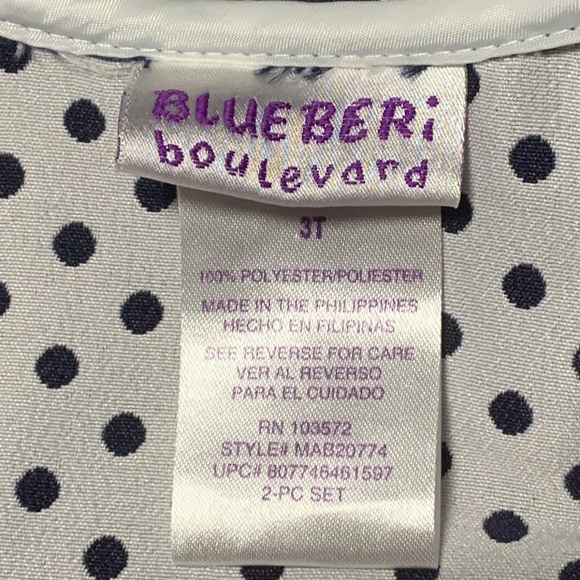 BLUEBERi
boulevard
3T
100% POLYESTER/POLIESTER
MADE IN THE PHILIPPINES
HECHO EN FILIPINAS
SEE REVERSE FOR CARE
VER AL REVERSO
PARA EL CUIDADO
RN 103572
STYLE# MAB20774
UPC# 807746461597
2-PC SET